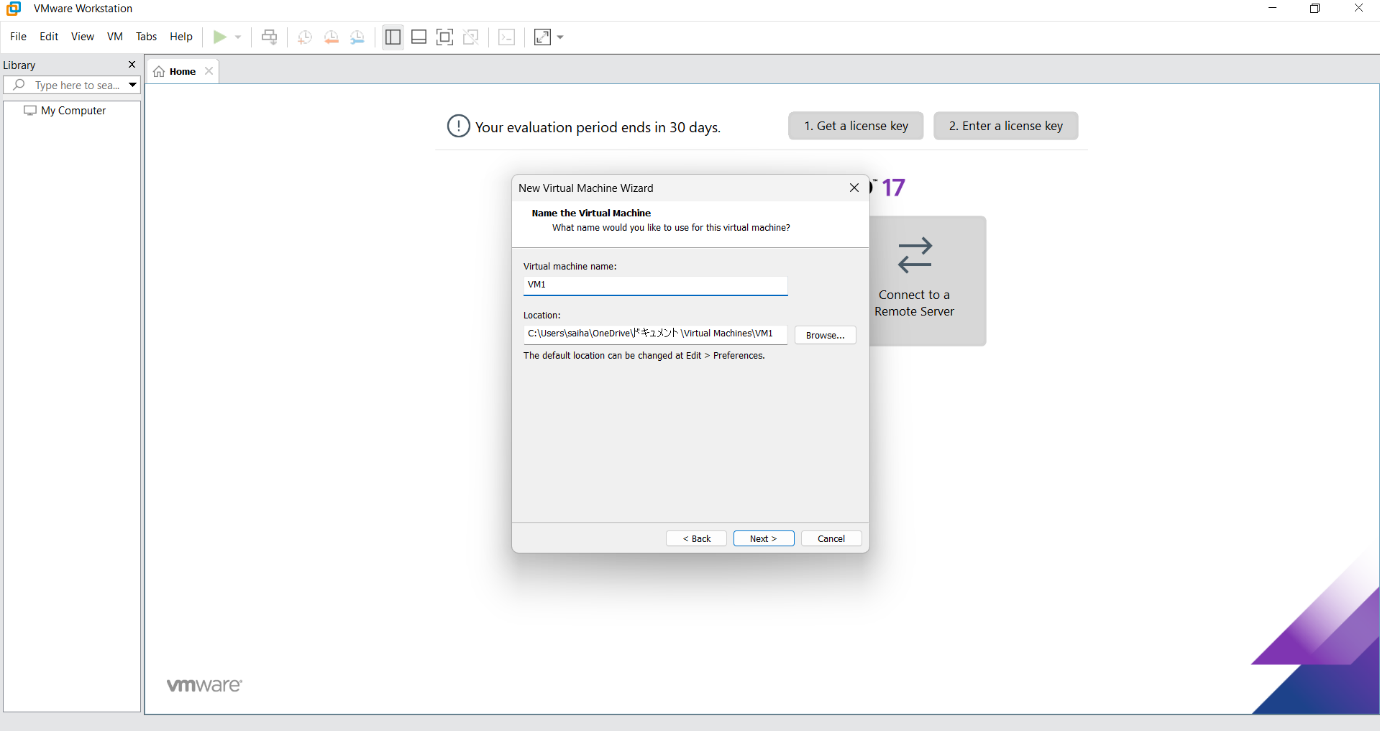 VMware Workstation
File Edit View VM Tabs Help
Library
Type here to sea...
My Computer
Home
Your evaluation period ends in 30 days.
1. Get a license key
2. Enter a license key
™ 17
New Virtual Machine Wizard
Name the Virtual Machine
What name would you like to use for this virtual machine?
Virtual machine name:
VM1
Location:
C:\Users\saiha\OneDrive\ドキュメント\Virtual Machines\VM1
Browse...
The default location can be changed at Edit > Preferences.
< Back
Next >
Cancel
Connect to a
Remote Server
vmware®